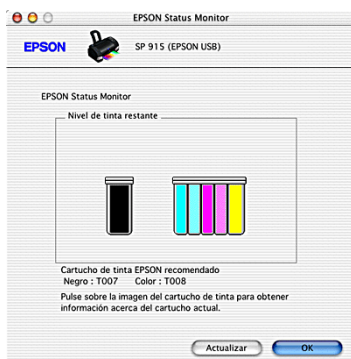 EPSON Status Monitor
EPSON
SP 915 (EPSON USB)
EPSON Status Monitor
Nivel de tinta restante
Cartucho de tinta EPSON recomendado
Negro : T007 Color : T008
Pulse sobre la imagen del cartucho de tinta para obtener
información acerca del cartucho actual.
Actualizar
OK